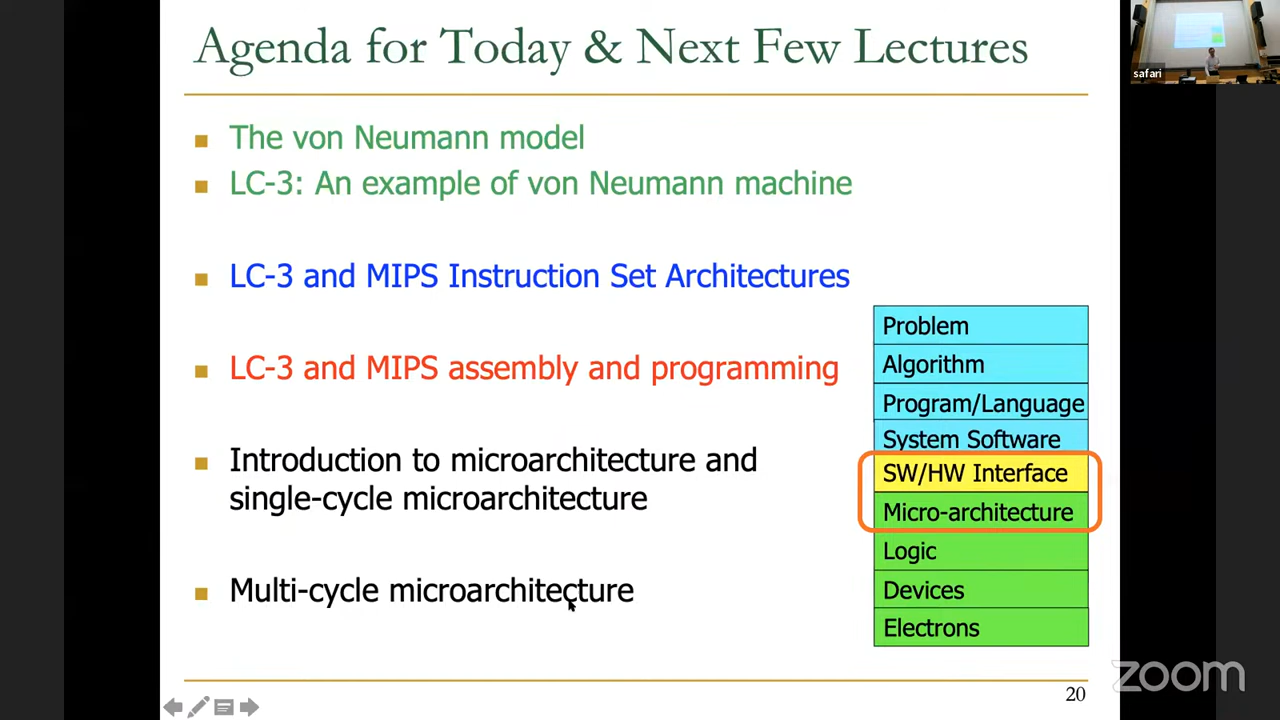 Agenda for Today & Next Few Lectures
The von Neumann model
LC-3: An example of von Neumann machine
LC-3 and MIPS Instruction Set Architectures
LC-3 and MIPS assembly and programming
Introduction to microarchitecture and
single-cycle microarchitecture
Multi-cycle microarchitecture
Problem
Algorithm
Program/Language
System Software
SW/HW Interface
Micro-architecture
Logic
Devices
Electrons
20
safari
zoom